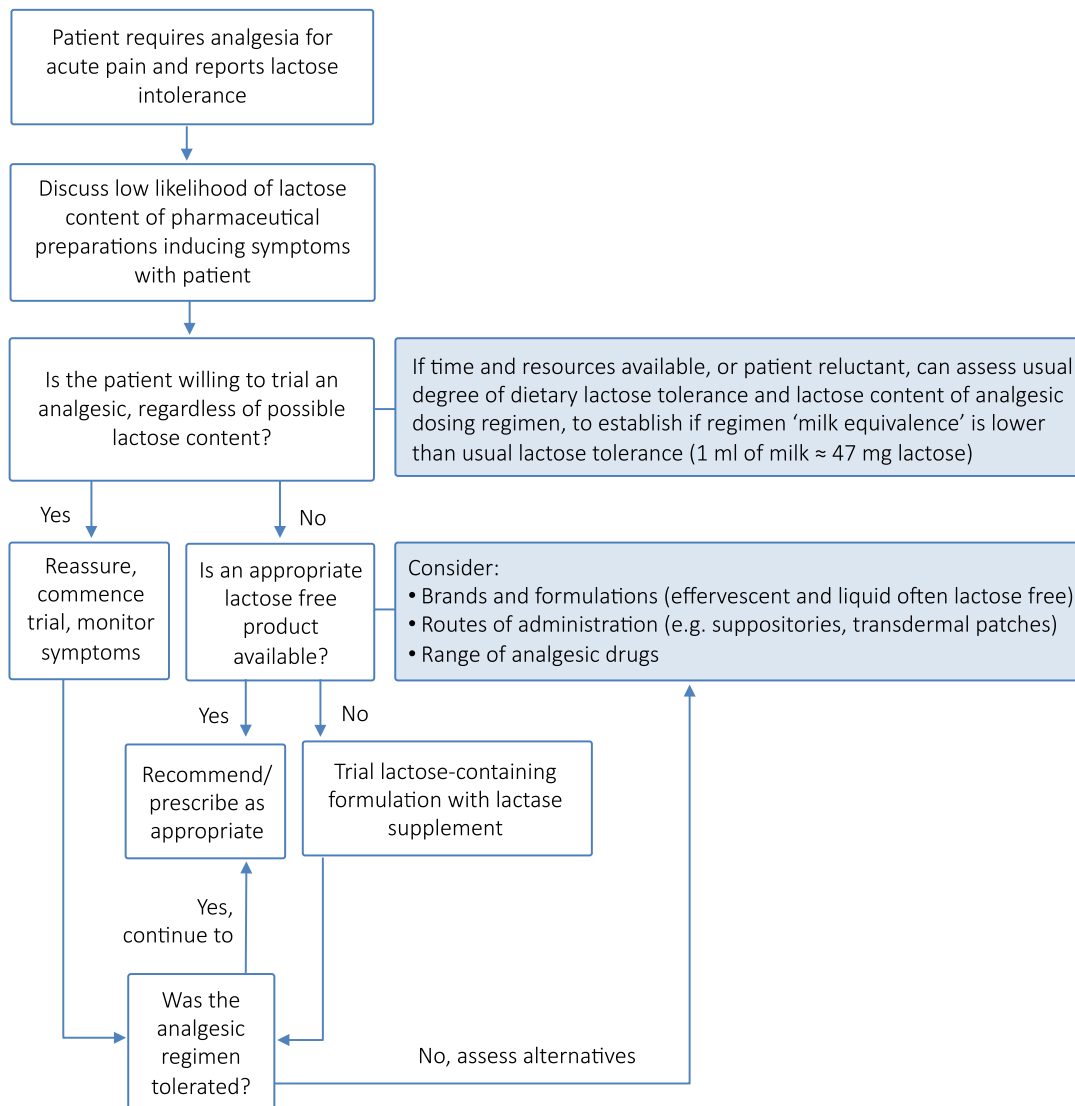 Patient requires analgesia for
acute pain and reports lactose
intolerance
Discuss low likelihood of lactose
content of pharmaceutical
preparations inducing symptoms
with patient
Is the patient willing to trial an
analgesic, regardless of possible
lactose content?
If time and resources available, or patient reluctant, can assess usual
degree of dietary lactose tolerance and lactose content of analgesic
dosing regimen, to establish if regimen ‘milk equivalence’ is lower
than usual lactose tolerance (1 ml of milk ≈ 47 mg lactose)
Yes
No
Reassure,
commence
trial, monitor
symptoms
Is an appropriate
lactose free
product
available?
Consider:
• Brands and formulations (effervescent and liquid often lactose free)
• Routes of administration (e.g. suppositories, transdermal patches)
• Range of analgesic drugs
Yes
No
Recommend/
prescribe as
appropriate
Trial lactose-containing
formulation with lactase
supplement
Yes,
continue to
Was the
analgesic
regimen
tolerated?
No, assess alternatives